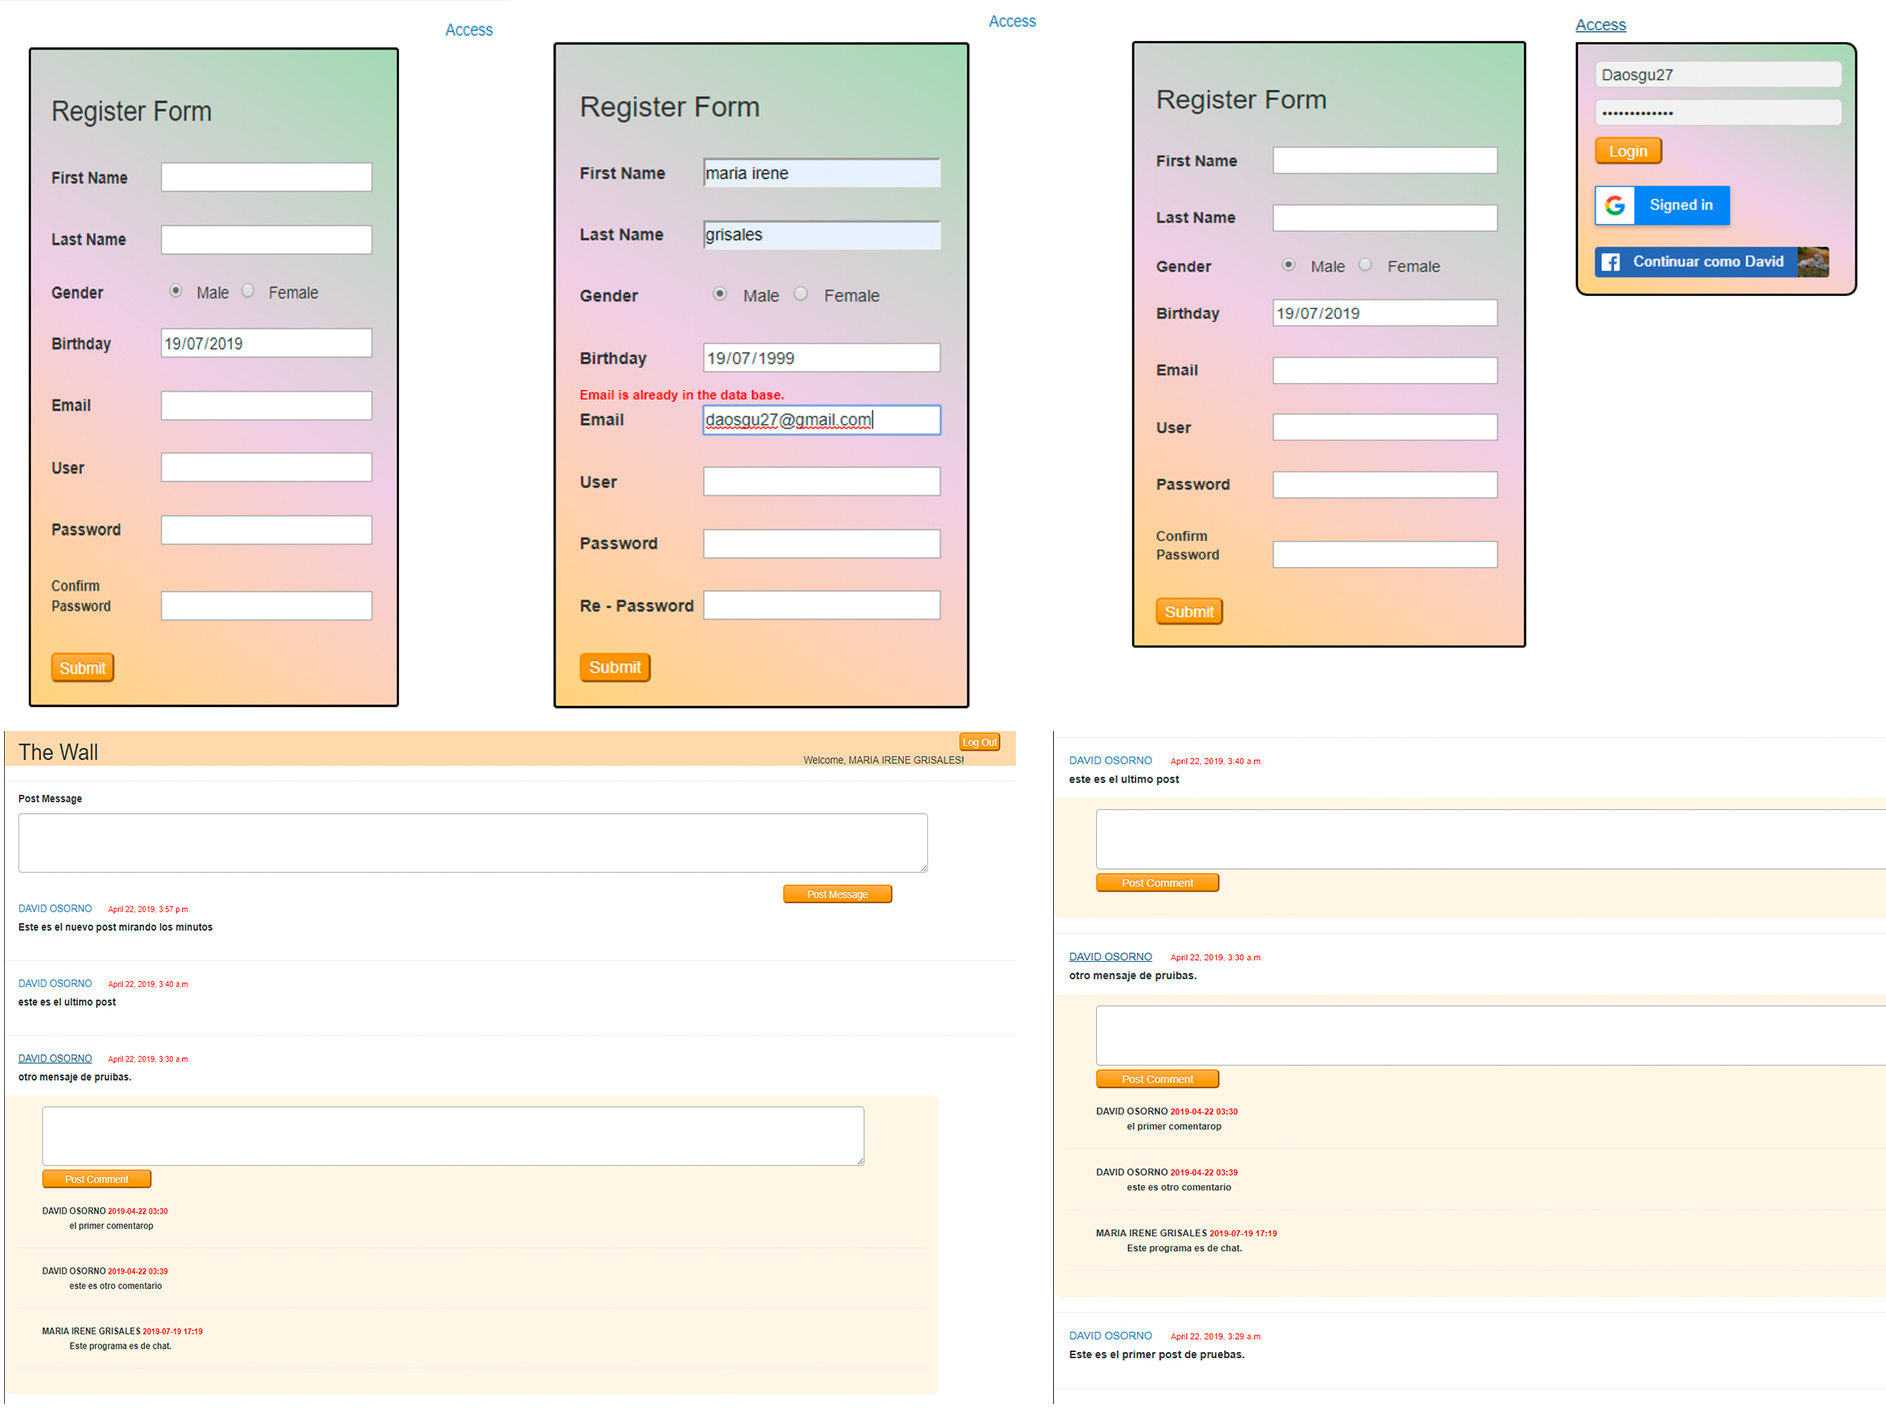 Access
Register Form
First Name
Last Name
Gender Male Female
Birthday 19/07/2019
Email
User
Password
Confirm
Password
Submit
Access
Register Form
First Name maria irene
Last Name grisales
Gender Male Female
Birthday 19/07/1999
Email is already in the data base.
Email daosgu27@gmail.com
User
Password
Re - Password
Submit
Register Form
First Name
Last Name
Gender Male Female
Birthday 19/07/2019
Email
User
Password
Confirm
Password
Submit
Access
Daosgu27
•••••••••••••
Login
G Signed in
f Continuar como David
The Wall
Log Out
Welcome, MARIA IRENE GRISALES!
Post Message
Post Message
DAVID OSORNO April 22, 2019, 3:57 p.m.
Este es el nuevo post mirando los minutos
DAVID OSORNO April 22, 2019, 3:40 a.m.
este es el ultimo post
DAVID OSORNO April 22, 2019, 3:30 a.m.
otro mensaje de pruibas.
Post Comment
DAVID OSORNO 2019-04-22 03:30
el primer comentarop
DAVID OSORNO 2019-04-22 03:39
este es otro comentario
MARIA IRENE GRISALES 2019-07-19 17:19
Este programa es de chat.
DAVID OSORNO April 22, 2019, 3:40 a.m.
este es el ultimo post
Post Comment
DAVID OSORNO April 22, 2019, 3:30 a.m.
otro mensaje de pruibas.
Post Comment
DAVID OSORNO 2019-04-22 03:30
el primer comentarop
DAVID OSORNO 2019-04-22 03:39
este es otro comentario
MARIA IRENE GRISALES 2019-07-19 17:19
Este programa es de chat.
DAVID OSORNO April 22, 2019, 3:29 a.m.
Este es el primer post de pruebas.